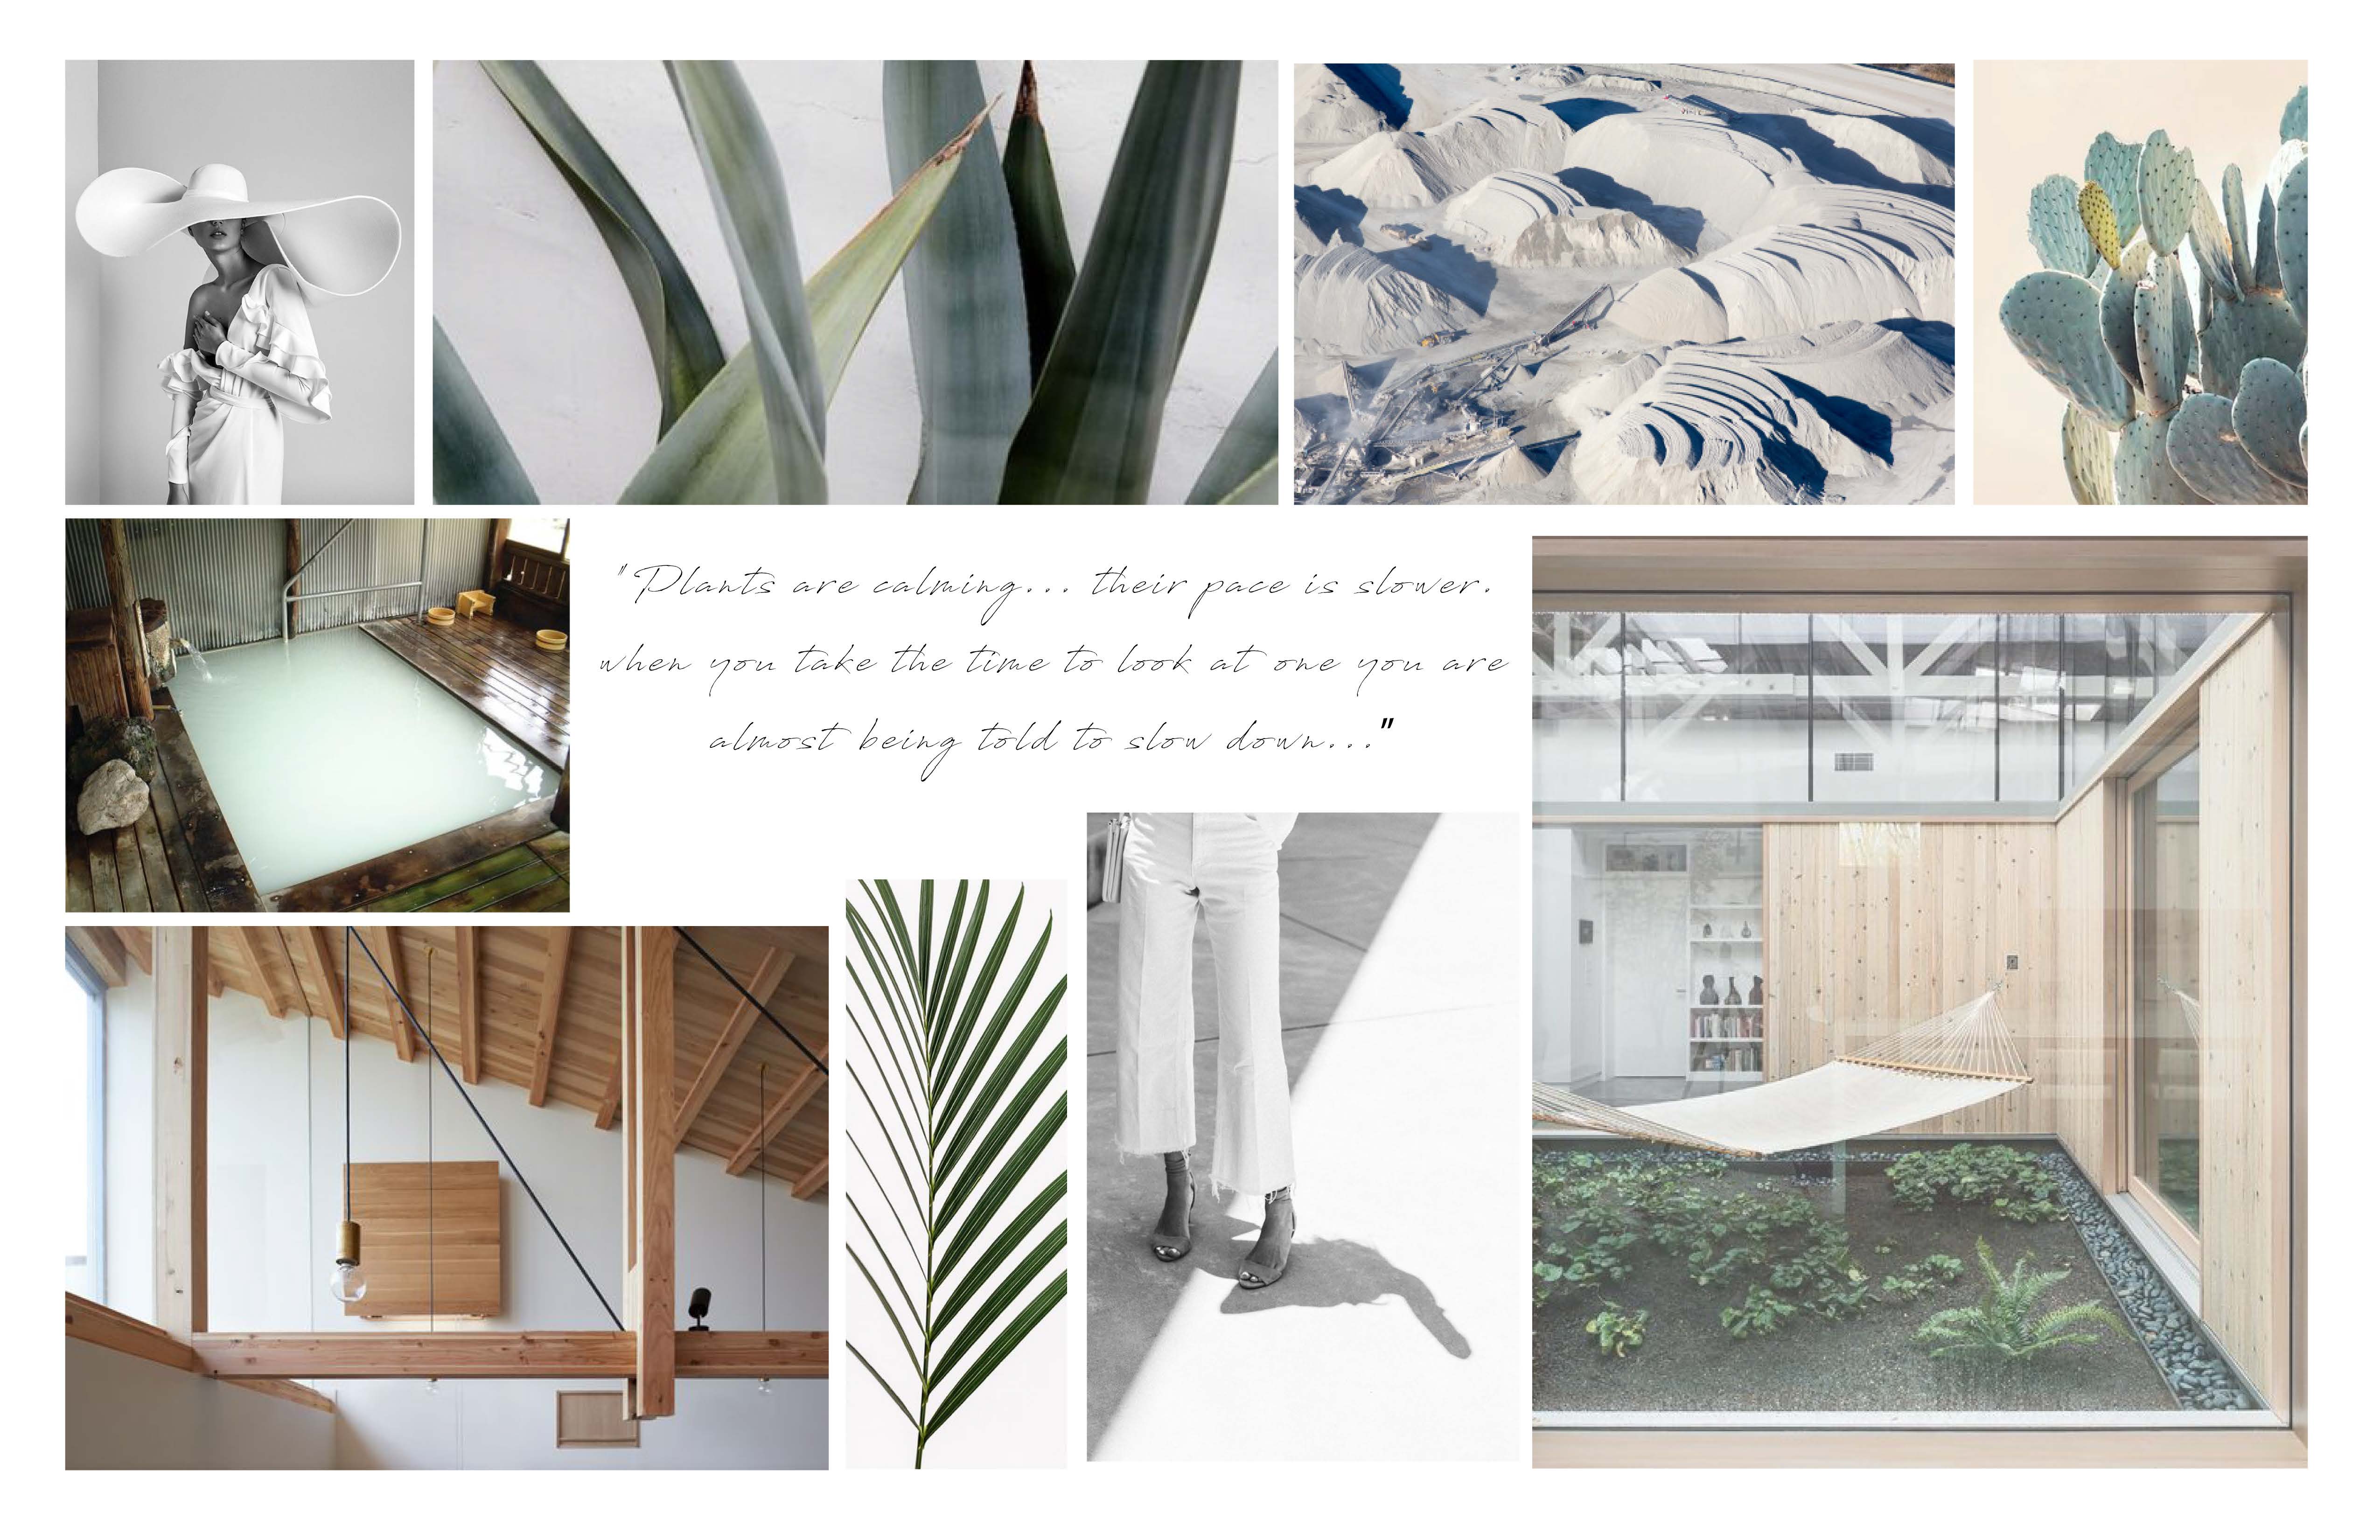 "Plants are calming... their pace is slower.
when you take the time to look at one you are
almost being told to slow down..."